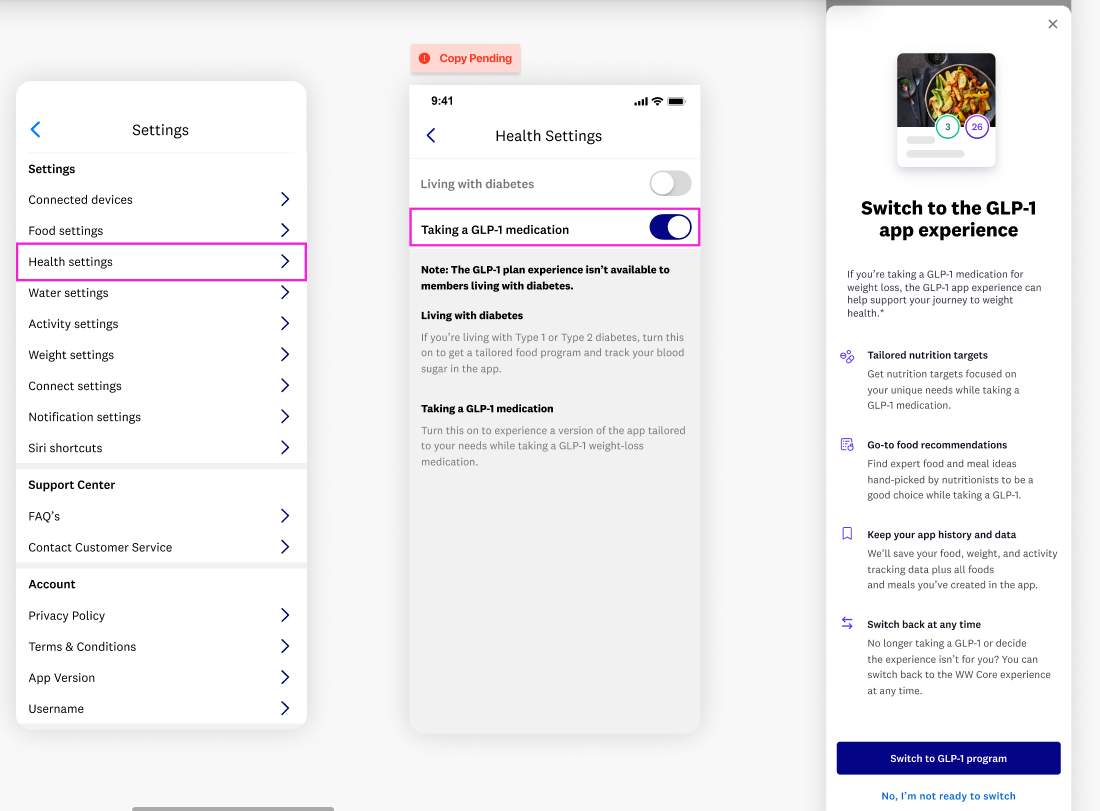 Settings
Settings
Connected devices
Food settings
Health settings
Water settings
Activity settings
Weight settings
Connect settings
Notification settings
Siri shortcuts
Support Center
FAQ's
Contact Customer Service
Account
Privacy Policy
Terms & Conditions
App Version
Username
Copy Pending
9:41
Health Settings
Living with diabetes
Taking a GLP-1 medication
Note: The GLP-1 plan experience isn't available to
members living with diabetes.
Living with diabetes
If you're living with Type 1 or Type 2 diabetes, turn this
on to get a tailored food program and track your blood
sugar in the app.
Taking a GLP-1 medication
Turn this on to experience a version of the app tailored
to your needs while taking a GLP-1 weight-loss
medication.
3
26
Switch to the GLP-1
app experience
If you're taking a GLP-1 medication for
weight loss, the GLP-1 app experience can
help support your journey to weight
health.*
Tailored nutrition targets
Get nutrition targets focused on
your unique needs while taking a
GLP-1 medication.
Go-to food recommendations
Find expert food and meal ideas
hand-picked by nutritionists to be a
good choice while taking a GLP-1.
Keep your app history and data
We'll save your food, weight, and activity
tracking data plus all foods
and meals you've created in the app.
Switch back at any time
No longer taking a GLP-1 or decide
the experience isn't for you? You can
switch back to the WW Core experience
at any time.
Switch to GLP-1 program
No, I'm not ready to switch